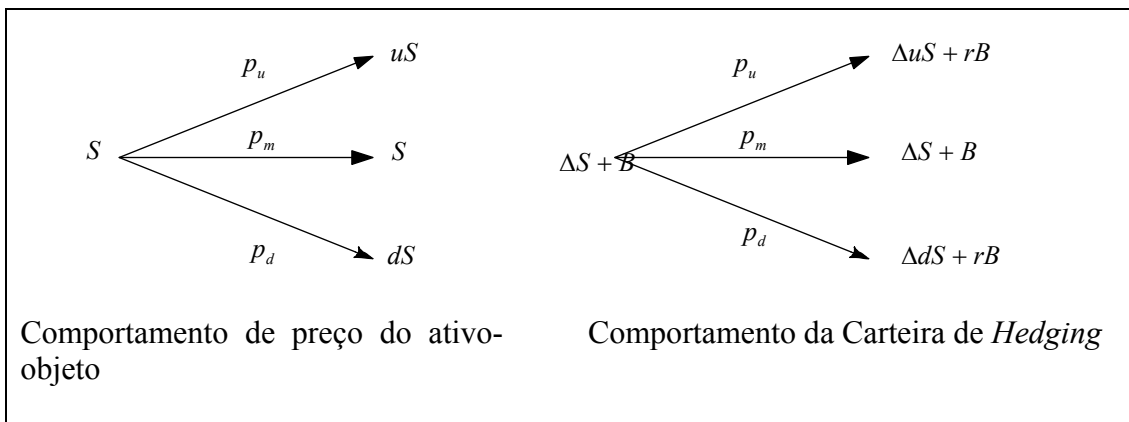 uS
p_u
p_m
S
S
p_d
dS
Comportamento de preço do ativo-
objeto
ΔuS + rB
p_u
p_m
ΔS + B
ΔS + B
p_d
ΔdS + rB
Comportamento da Carteira de Hedging